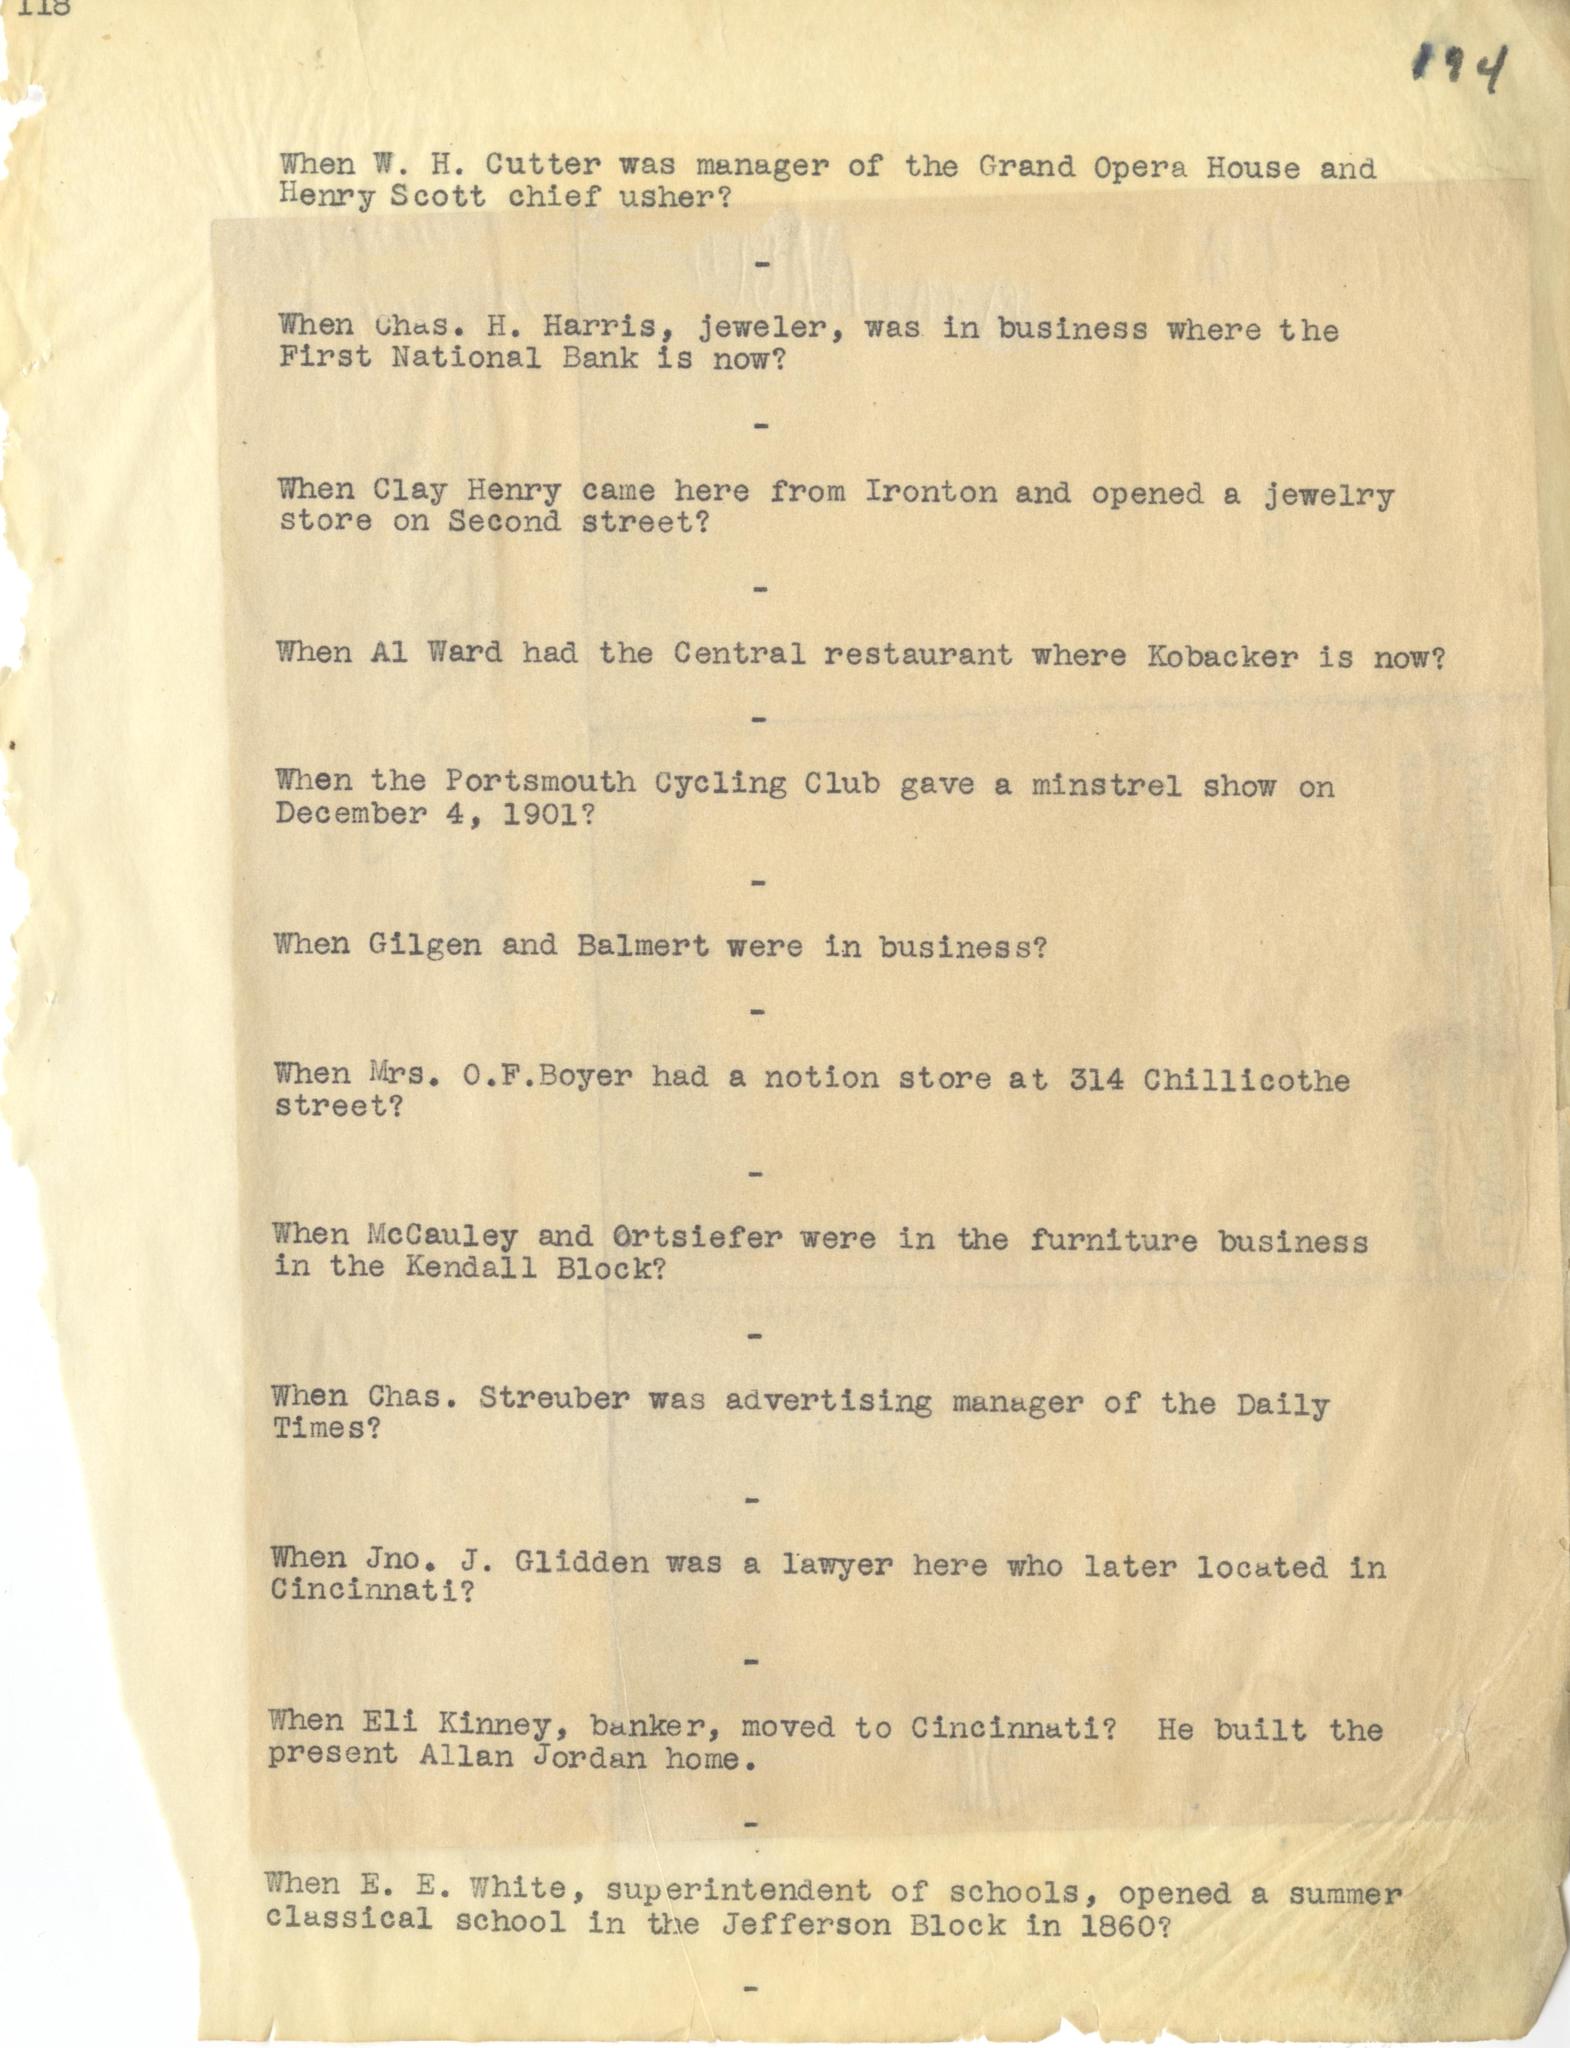 118
194
When W. H. Cutter was manager of the Grand Opera House and
Henry Scott chief usher?
-
When Chas. H. Harris, jeweler, was in business where the
First National Bank is now?
-
When Clay Henry came here from Ironton and opened a jewelry
store on Second street?
-
When Al Ward had the Central restaurant where Kobacker is now?
-
When the Portsmouth Cycling Club gave a minstrel show on
December 4, 1901?
-
When Gilgen and Balmert were in business?
-
When Mrs. O.F.Boyer had a notion store at 314 Chillicothe
street?
-
When McCauley and Ortsiefer were in the furniture business
in the Kendall Block?
-
When Chas. Streuber was advertising manager of the Daily
Times?
-
When Jno. J. Glidden was a lawyer here who later located in
Cincinnati?
-
When Eli Kinney, banker, moved to Cincinnati?  He built the
present Allan Jordan home.
-
When E. E. White, superintendent of schools, opened a summer
classical school in the Jefferson Block in 1860?
-